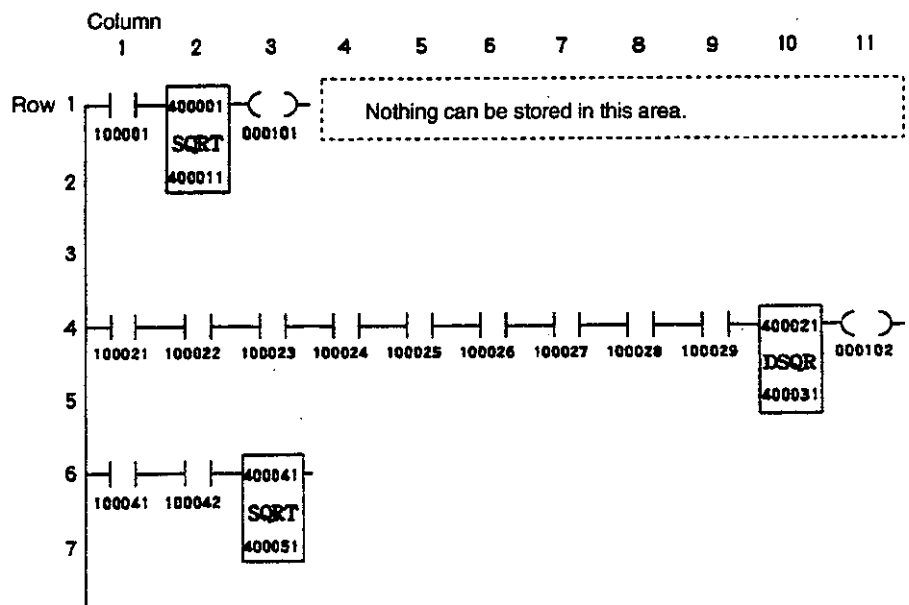 Column
1 2 3 4 5 6 7 8 9 10 11
Row 1
400001
Nothing can be stored in this area.
100001
SQRT
000101
400011
2
3
4
400021
100021 100022 100023 100024 100025 100026 100027 100028 100029
DSQR
000102
400031
5
6
400041
100041 100042
SQRT
400051
7